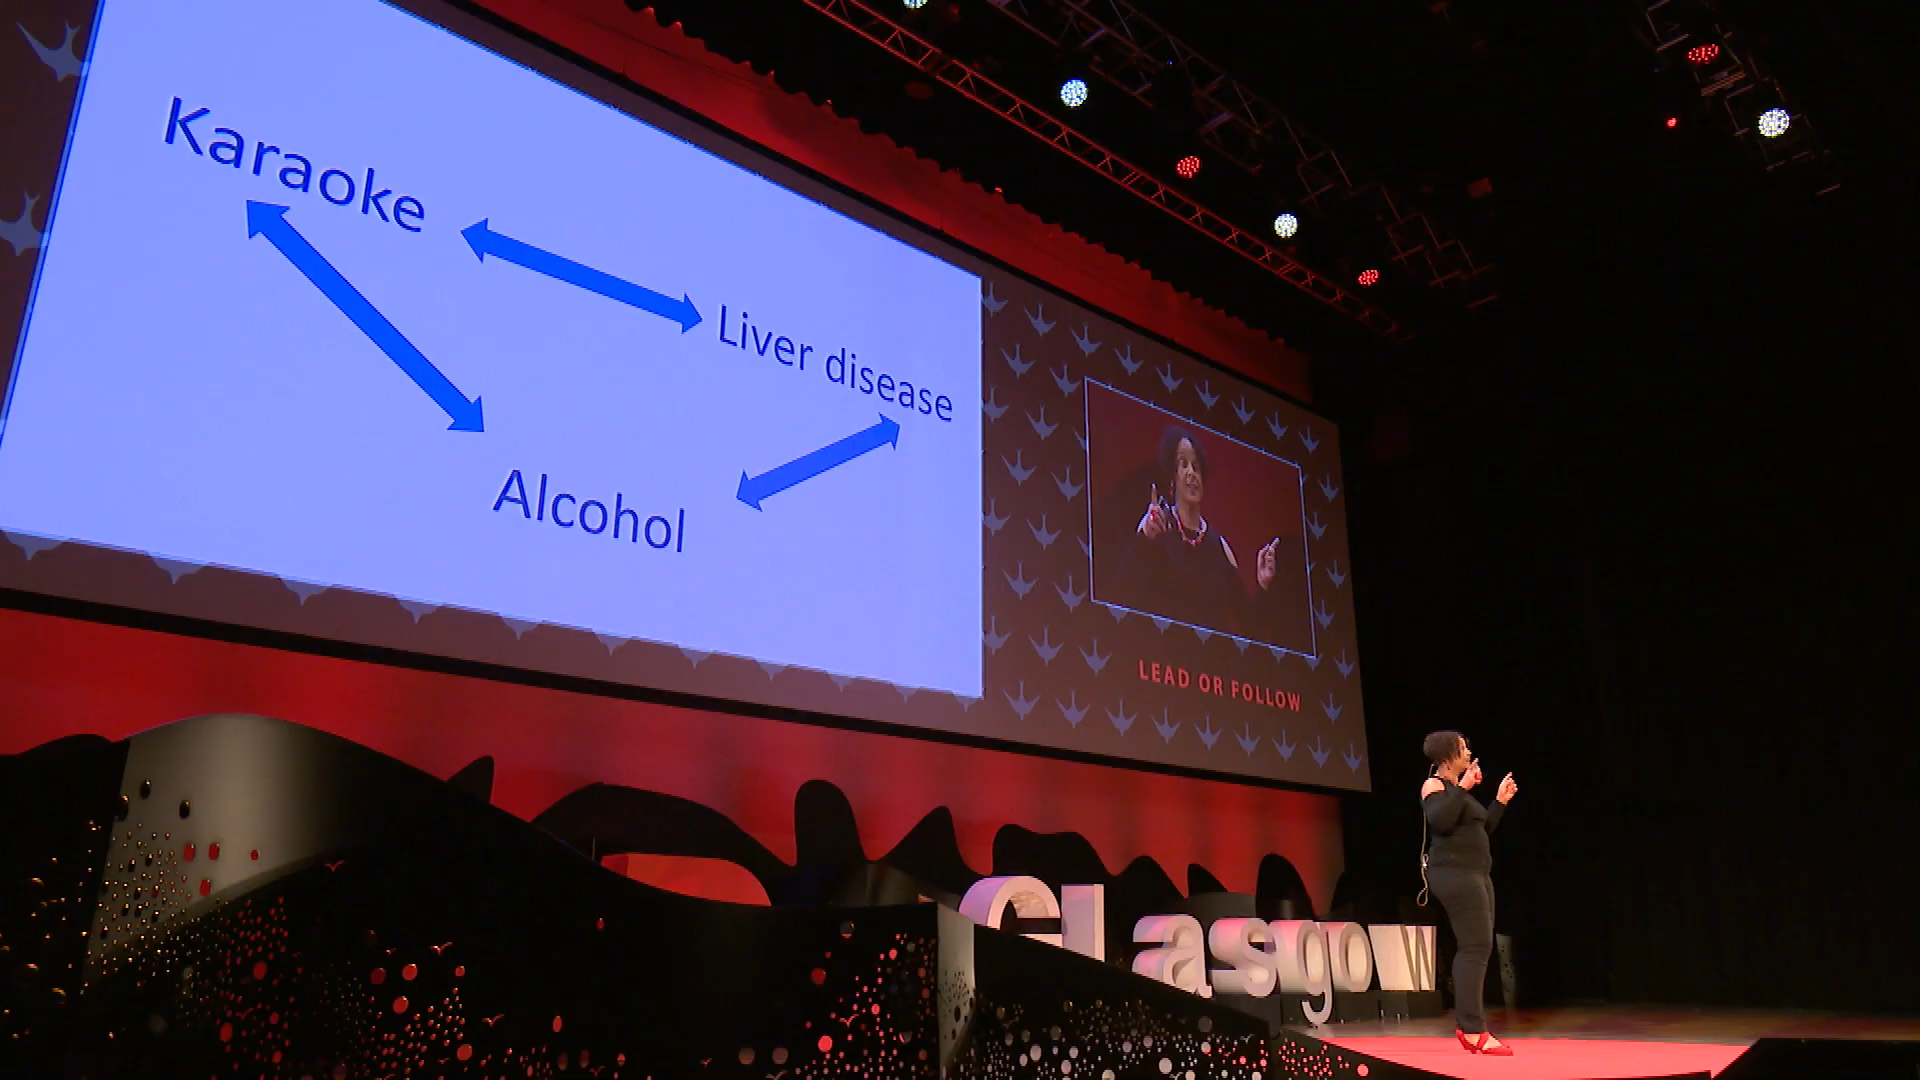 Karaoke
Liver disease
Alcohol
LEAD OR FOLLOW
Glasgow